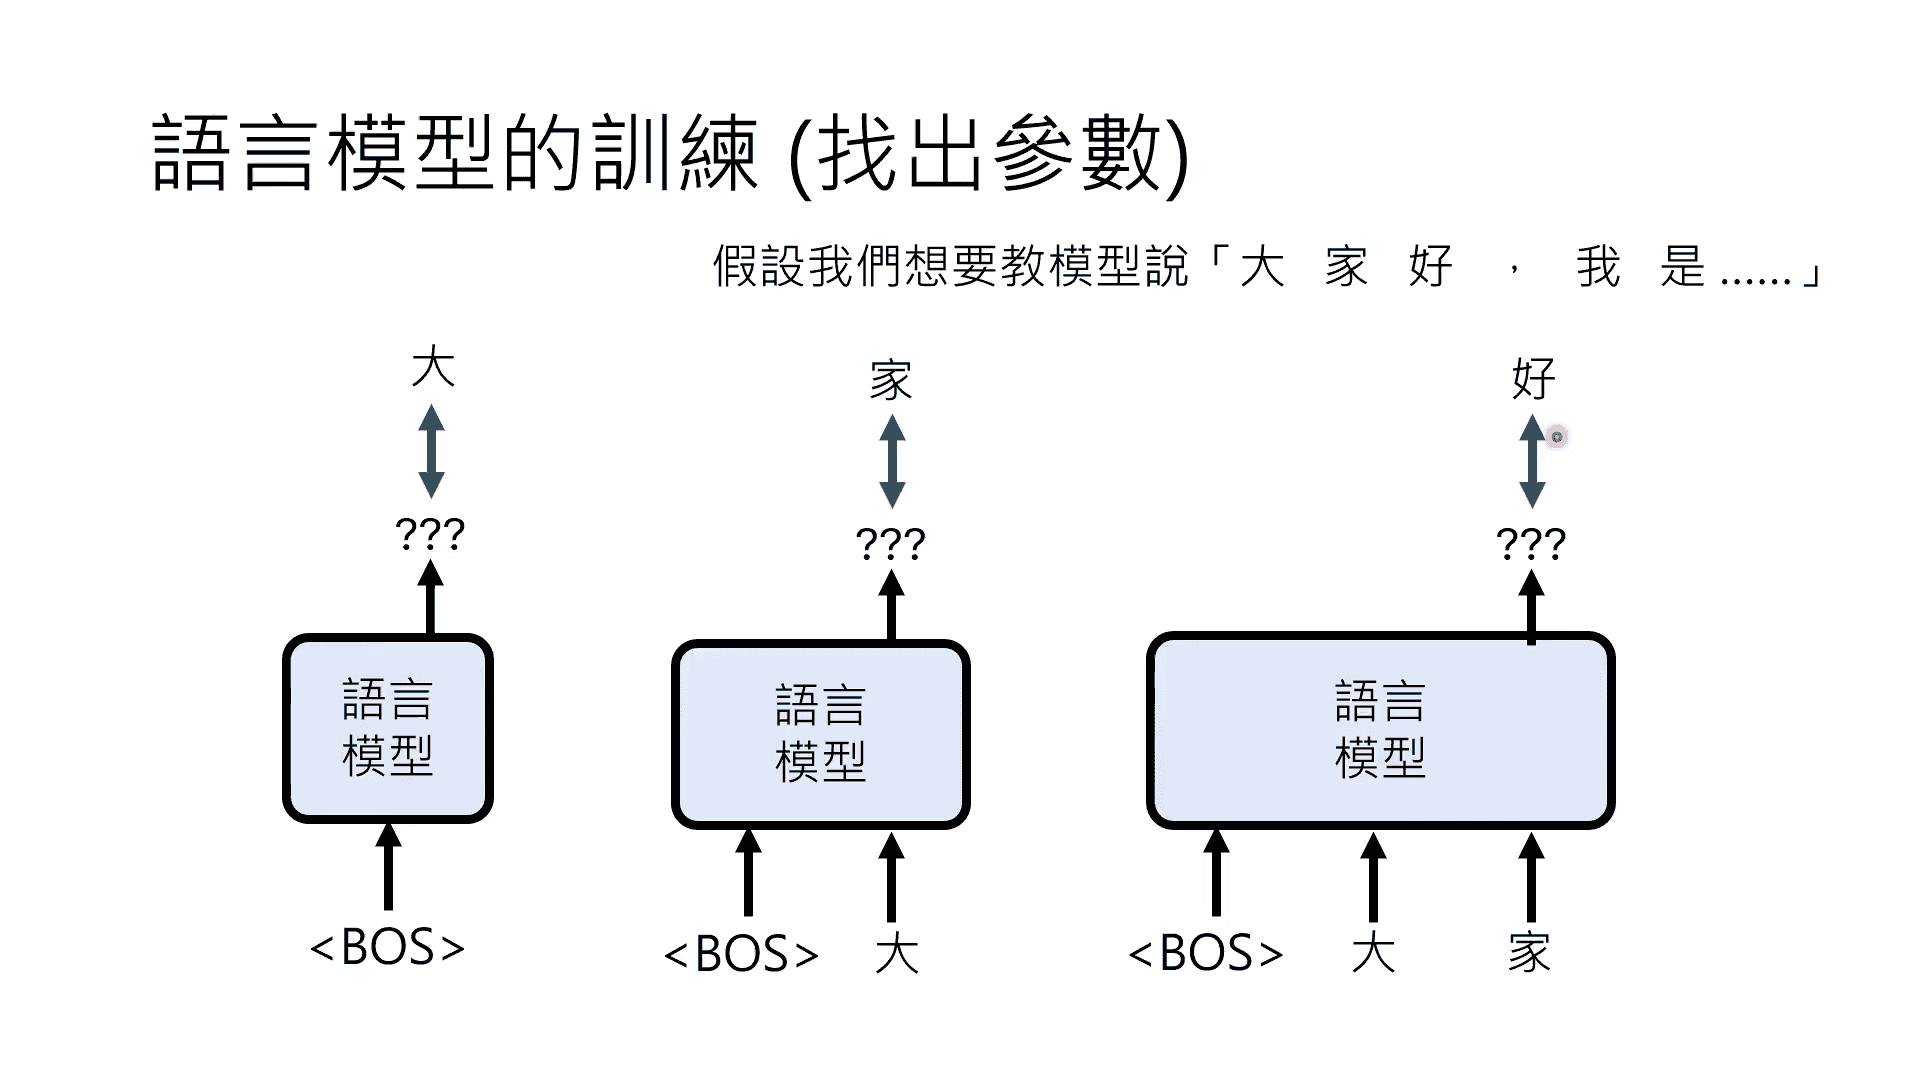 語言模型的訓練 (找出參數)
假設我們想要教模型說「大 家 好 , 我 是 ......」
大
???
語言
模型
<BOS>
家
???
語言
模型
<BOS> 大
好
???
語言
模型
<BOS> 大 家